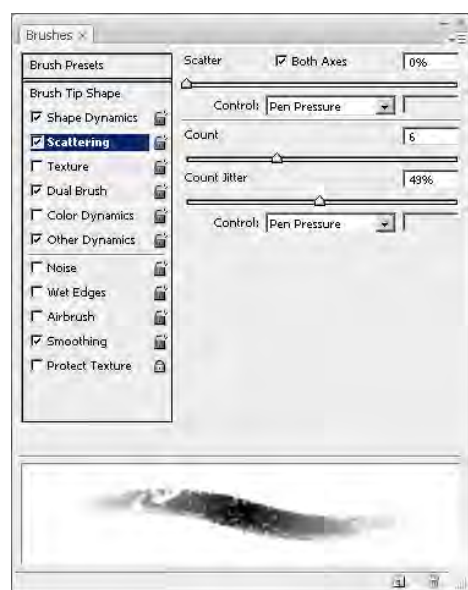 Brushes ×
Brush Presets
Brush Tip Shape
Shape Dynamics
Scattering
Texture
Dual Brush
Color Dynamics
Other Dynamics
Noise
Wet Edges
Airbrush
Smoothing
Protect Texture
Scatter Both Axes 0%
Control: Pen Pressure
Count 6
Count Jitter 49%
Control: Pen Pressure